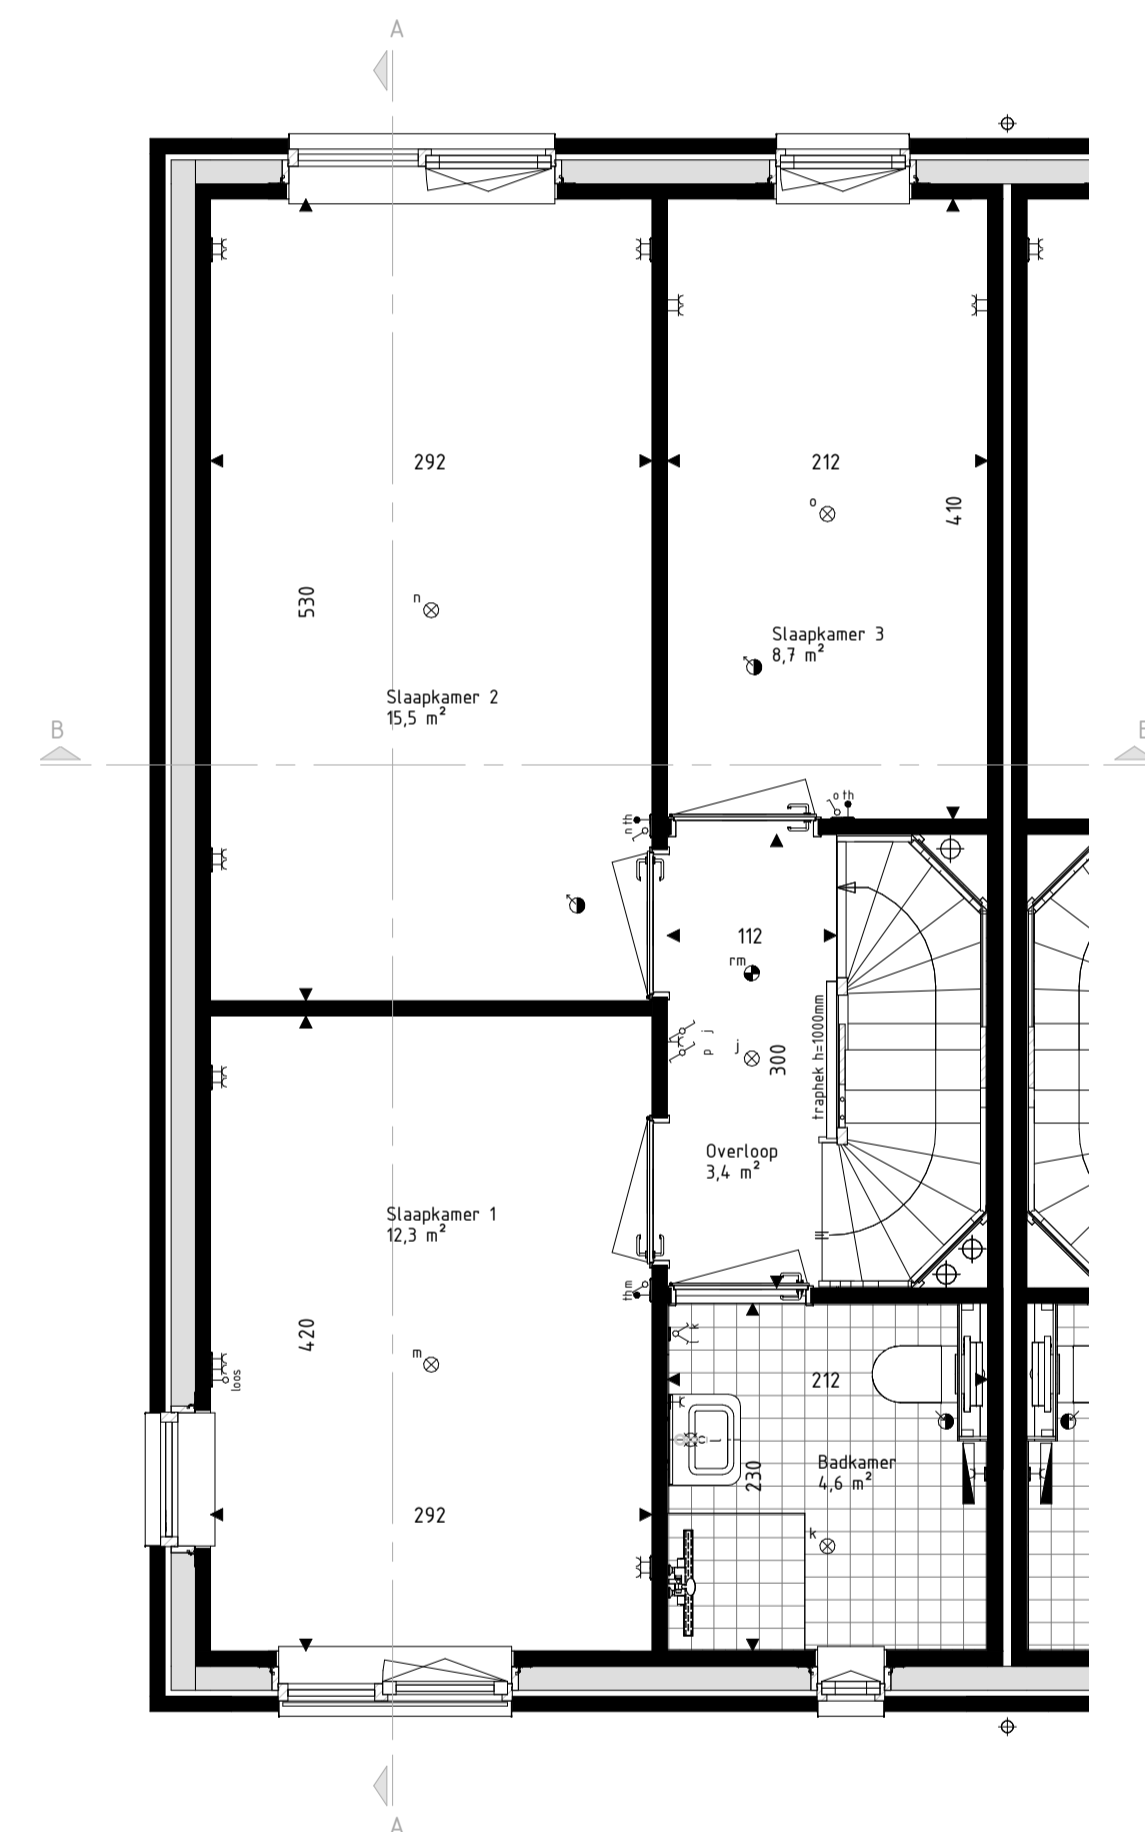 A
292
212
o
410
n
530
Slaapkamer 3
8,7 m²
Slaapkamer 2
15,5 m²
B
o th
n th
112
rm
traphek h=1000mm
j
p
j
300
Overloop
3,4 m²
Slaapkamer 1
12,3 m²
th m
420
m
k
loos
212
l
Badkamer
4,6 m²
230
292
k
A